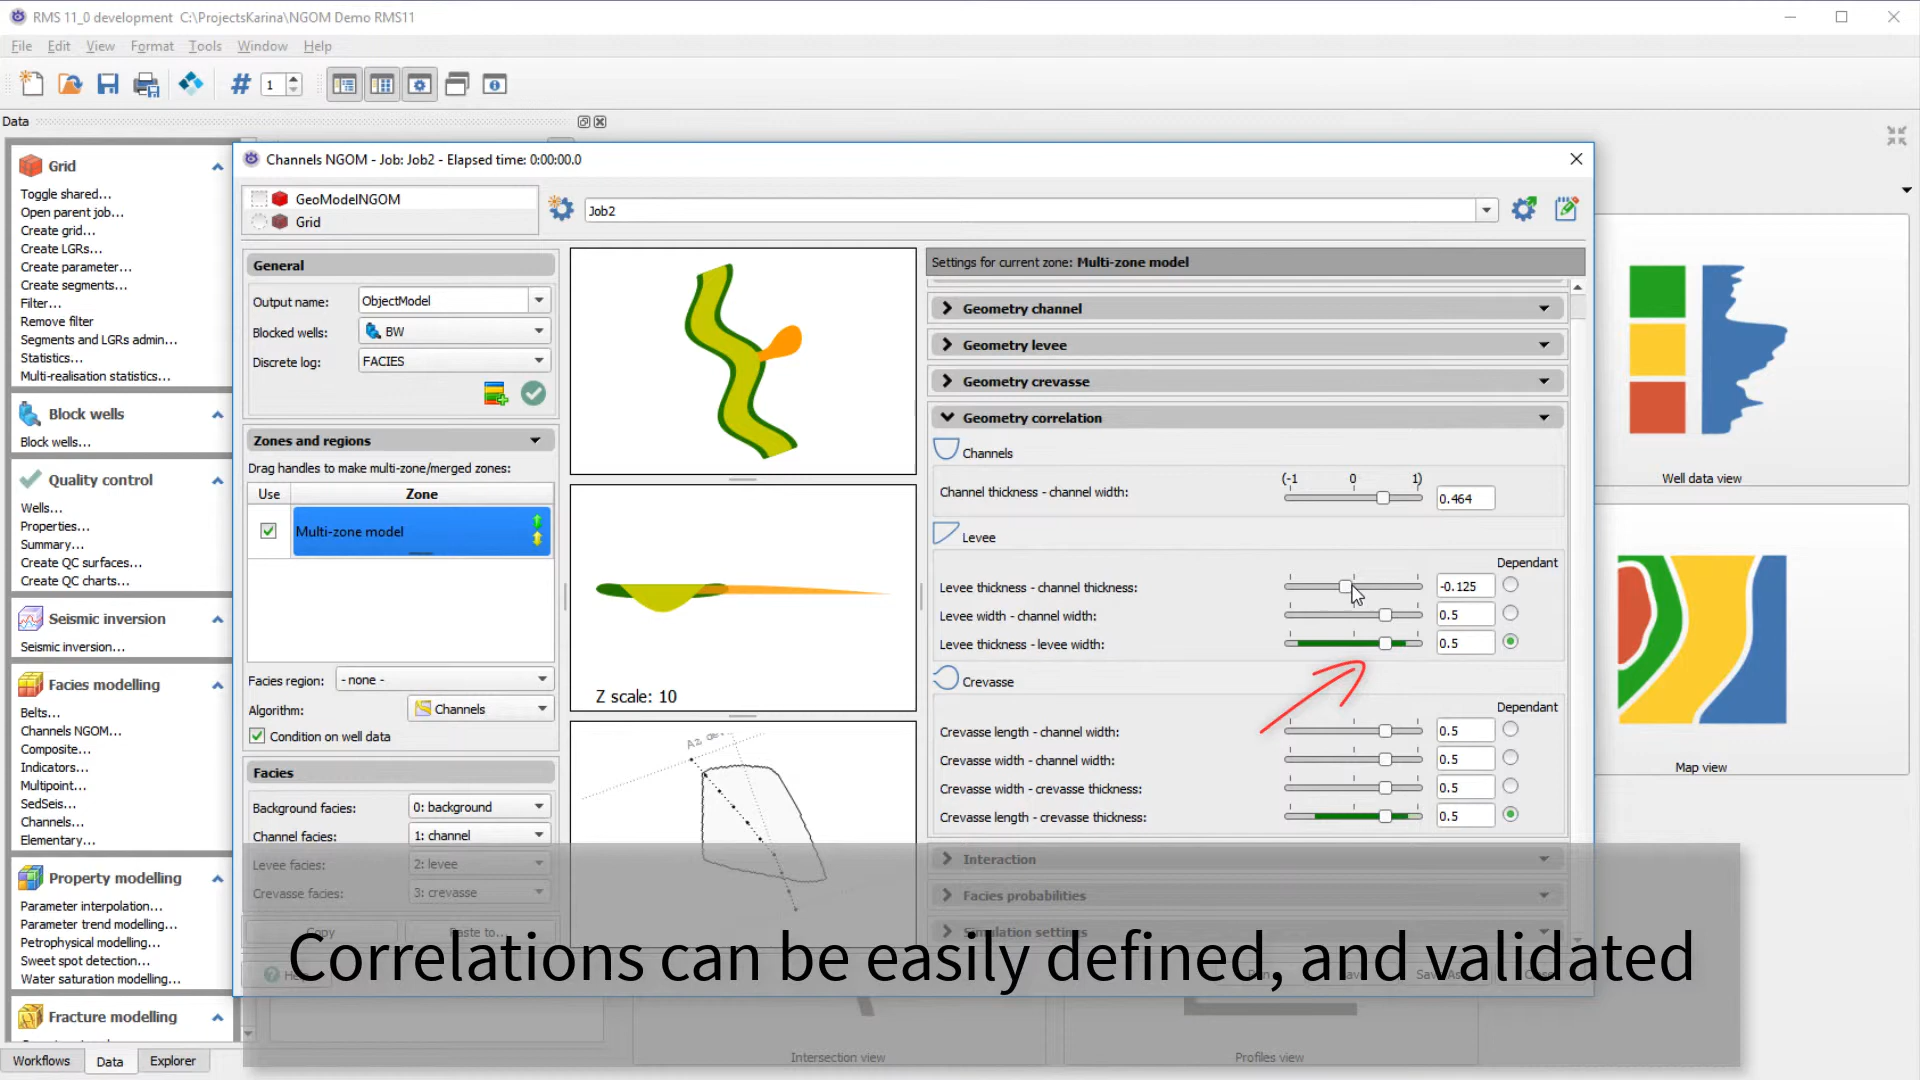 RMS 11_0 development C:\ProjectsKarina\NGOM Demo RMS11
File Edit View Format Tools Window Help
1
Data
Grid
Toggle shared...
Open parent job...
Create grid...
Create LGRs...
Create parameter...
Create segments...
Filter...
Remove filter
Segments and LGRs admin...
Statistics...
Multi-realisation statistics...
Block wells
Block wells...
Quality control
Wells...
Properties...
Summary...
Create QC surfaces...
Create QC charts...
Seismic inversion
Seismic inversion...
Facies modelling
Belts...
Channels NGOM...
Composite...
Indicators...
Multipoint...
SedSeis...
Channels...
Elementary...
Property modelling
Parameter interpolation...
Parameter trend modelling...
Petrophysical modelling...
Sweet spot detection...
Water saturation modelling...
Fracture modelling
Workflows Data Explorer
Channels NGOM - Job: Job2 - Elapsed time: 0:00:00.0
GeoModelNGOM
Grid
Job2
General
Output name: ObjectModel
Blocked wells: BW
Discrete log: FACIES
Zones and regions
Drag handles to make multi-zone/merged zones:
Use Zone
Multi-zone model
Facies region: - none -
Algorithm: Channels
Condition on well data
Facies
Background facies: 0: background
Channel facies: 1: channel
Levee facies: 2: levee
Crevasse facies: 3: crevasse
Copy Paste to...
Z scale: 10
Settings for current zone: Multi-zone model
Geometry channel
Geometry levee
Geometry crevasse
Geometry correlation
Channels
(-1 0 1)
Channel thickness - channel width: 0.464
Levee
Dependant
Levee thickness - channel thickness: -0.125
Levee width - channel width: 0.5
Levee thickness - levee width: 0.5
Crevasse
Dependant
Crevasse length - channel width: 0.5
Crevasse width - channel width: 0.5
Crevasse width - crevasse thickness: 0.5
Crevasse length - crevasse thickness: 0.5
Interaction
Facies probabilities
Simulation settings
Correlations can be easily defined, and validated
Well data view
Map view
Intersection view
Profiles view